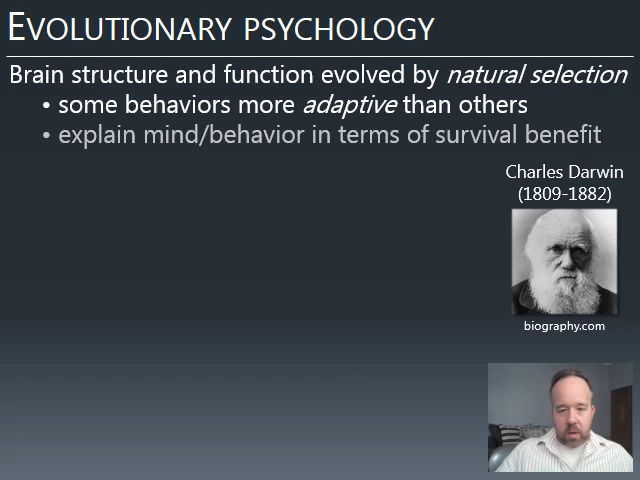 EVOLUTIONARY PSYCHOLOGY
Brain structure and function evolved by natural selection
• some behaviors more adaptive than others
• explain mind/behavior in terms of survival benefit
Charles Darwin
(1809-1882)
biography.com